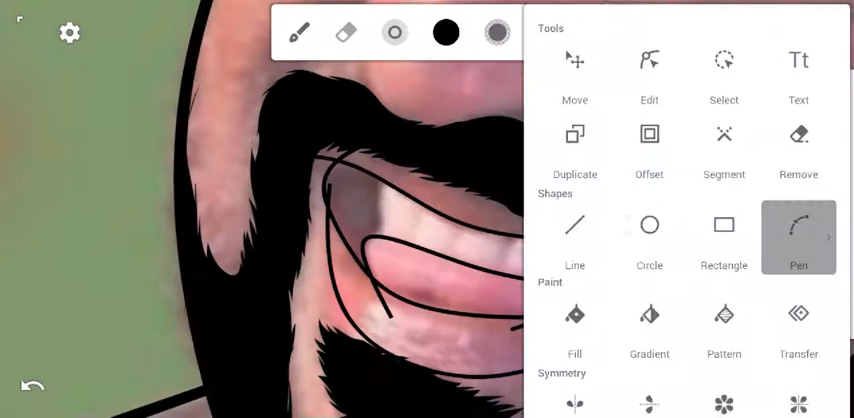 Tools
Move Edit Select Text
Tt
Duplicate Offset Segment Remove
Shapes
Line Circle Rectangle Pen
Paint
Fill Gradient Pattern Transfer
Symmetry